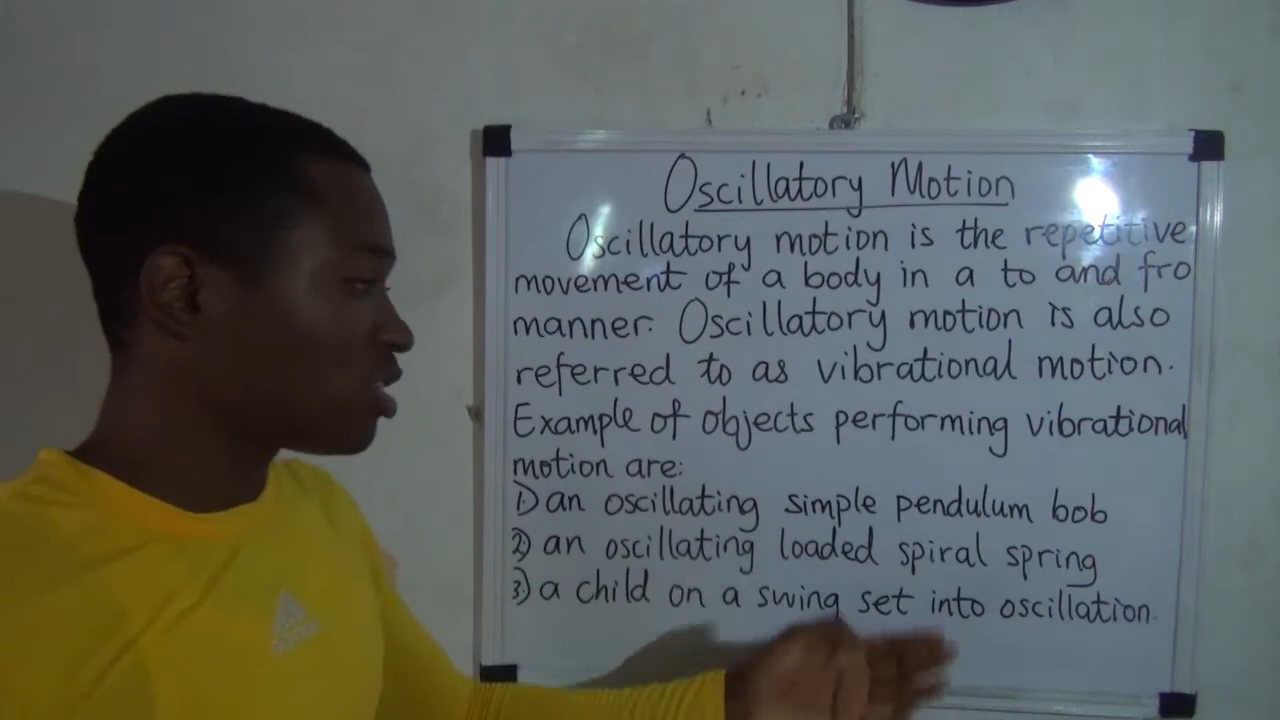 Oscillatory Motion
Oscillatory motion is the repetitive
movement of a body in a to and fro
manner. Oscillatory motion is also
referred to as vibrational motion.
Example of objects performing vibrational
motion are:
1) an oscillating simple pendulum bob
2) an oscillating loaded spiral spring
3) a child on a swing set into oscillation.